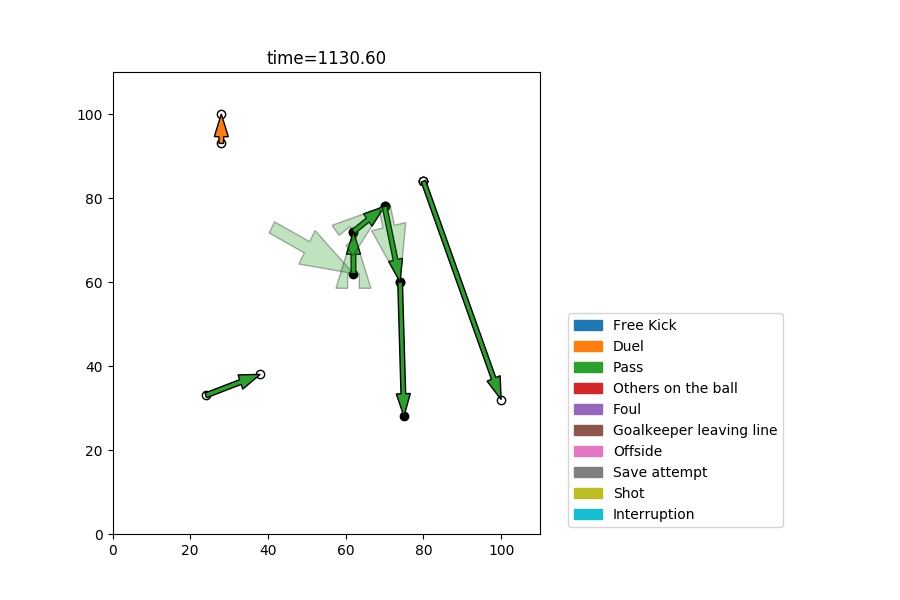 time=1130.60
100
80
60
40
20
0
0 20 40 60 80 100
Free Kick
Duel
Pass
Others on the ball
Foul
Goalkeeper leaving line
Offside
Save attempt
Shot
Interruption